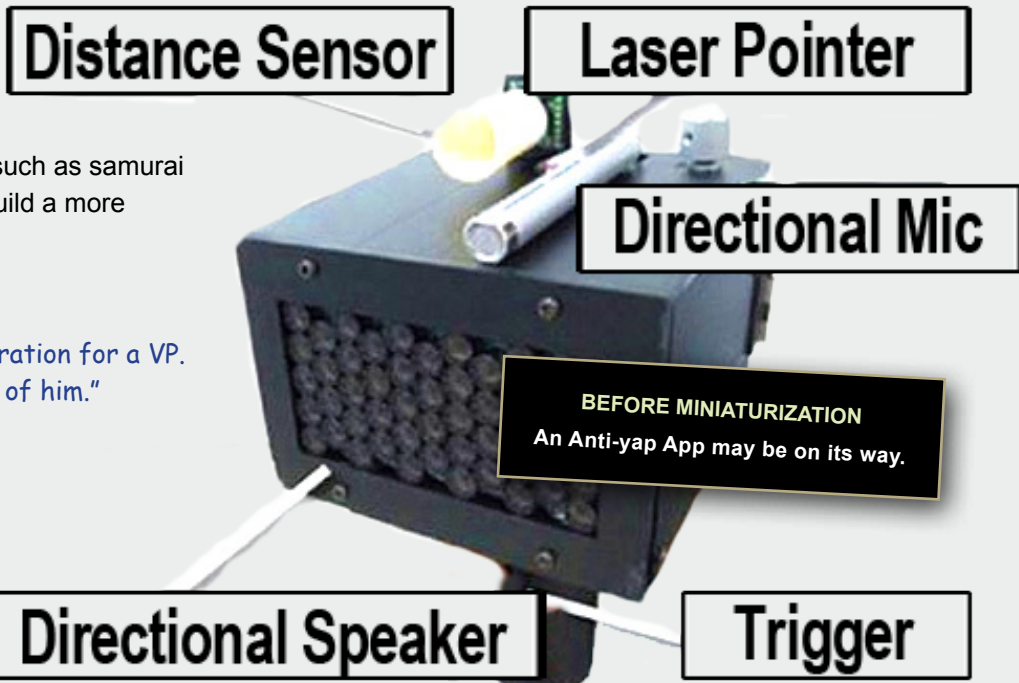 Distance Sensor
Laser Pointer
such as samurai
uild a more
Directional Mic
ration for a VP.
of him."
BEFORE MINIATURIZATION
An Anti-yap App may be on its way.
Directional Speaker
Trigger